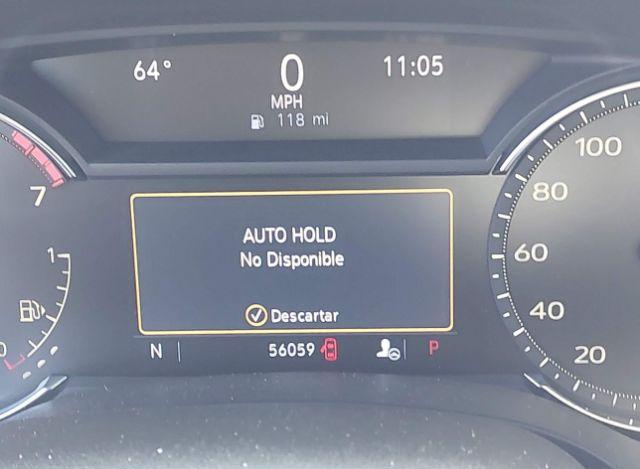 64° 0 11:05
MPH
118 mi
7
1
0
AUTO HOLD
No Disponible
Descartar
N 56059 P
100
80
60
40
20